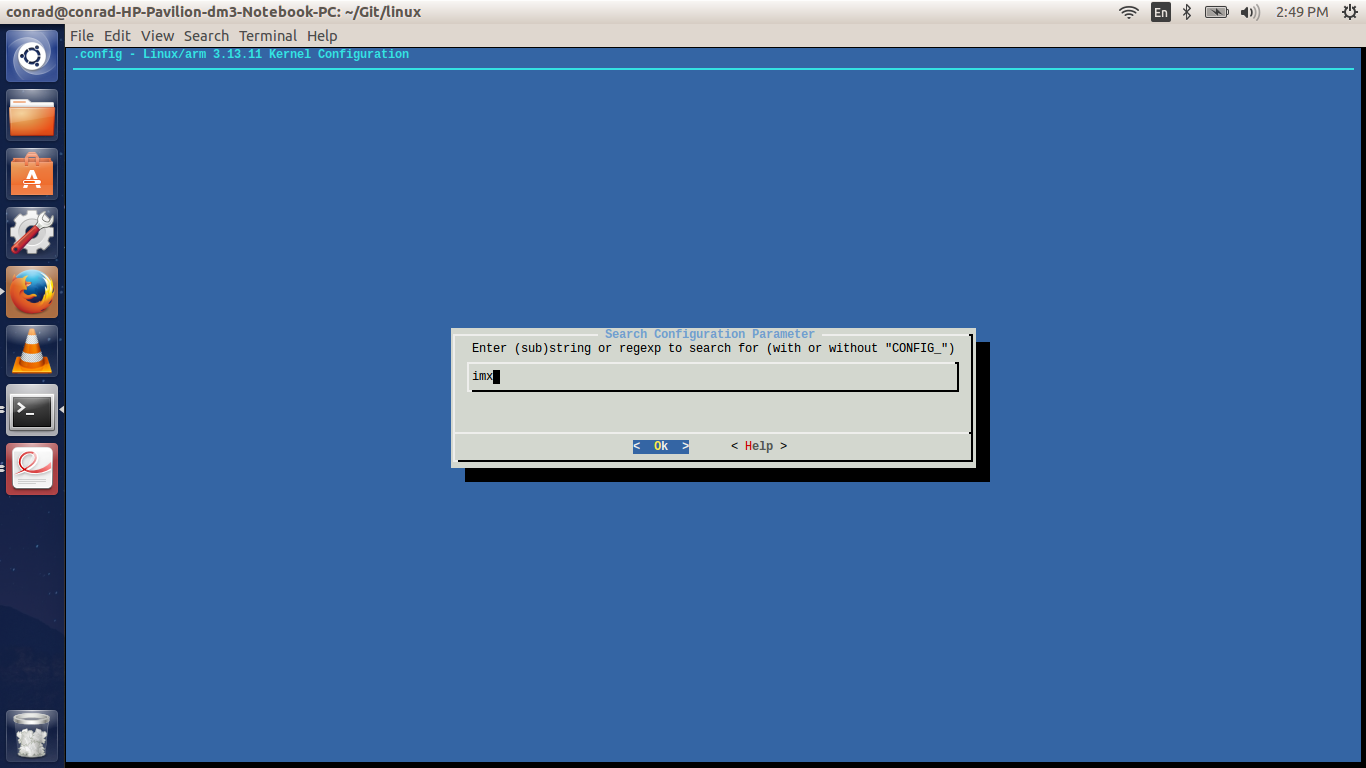 conrad@conrad-HP-Pavilion-dm3-Notebook-PC: ~/Git/linux
En
2:49 PM
File Edit View Search Terminal Help
.config - Linux/arm 3.13.11 Kernel Configuration
Search Configuration Parameter
Enter (sub)string or regexp to search for (with or without "CONFIG_")
imx
< Ok > < Help >